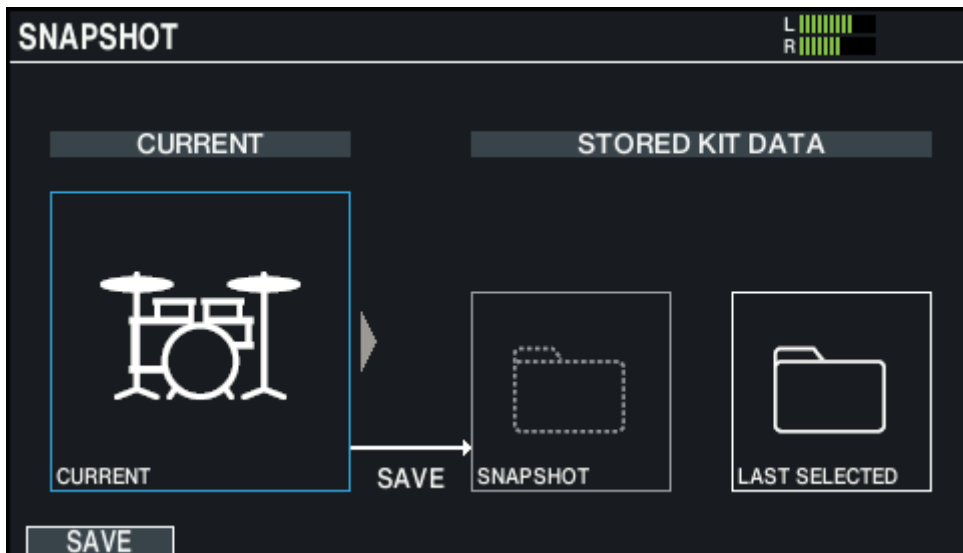 SNAPSHOT
L
R
CURRENT
STORED KIT DATA
CURRENT
SAVE
SNAPSHOT
LAST SELECTED
SAVE